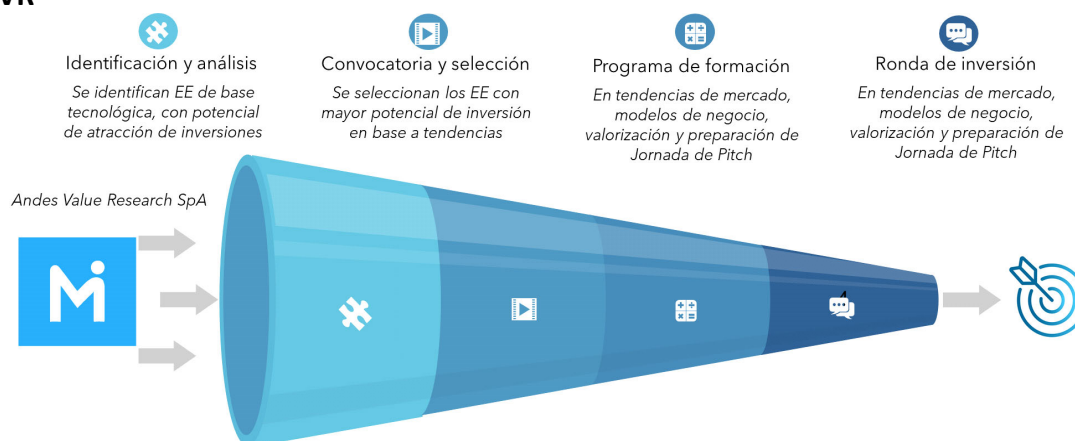 Identificación y análisis
Se identifican EE de base
tecnológica, con potencial
de atracción de inversiones
Convocatoria y selección
Se seleccionan los EE con
mayor potencial de inversión
en base a tendencias
Programa de formación
En tendencias de mercado,
modelos de negocio,
valorización y preparación de
Jornada de Pitch
Ronda de inversión
En tendencias de mercado,
modelos de negocio,
valorización y preparación de
Jornada de Pitch
Andes Value Research SpA
4